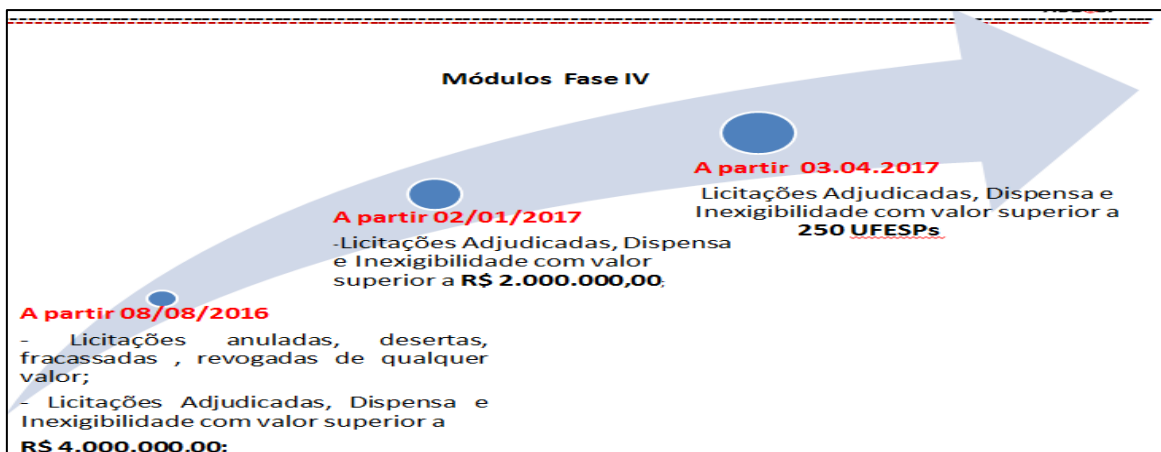 Módulos Fase IV
A partir 03.04.2017
Licitações Adjudicadas, Dispensa e
Inexigibilidade com valor superior a
250 UFESPs
A partir 02/01/2017
-Licitações Adjudicadas, Dispensa
e Inexigibilidade com valor
superior a R$ 2.000.000,00;
A partir 08/08/2016
- Licitações anuladas, desertas,
fracassadas , revogadas de qualquer
valor;
- Licitações Adjudicadas, Dispensa e
Inexigibilidade com valor superior a
R$ 4.000.000,00;